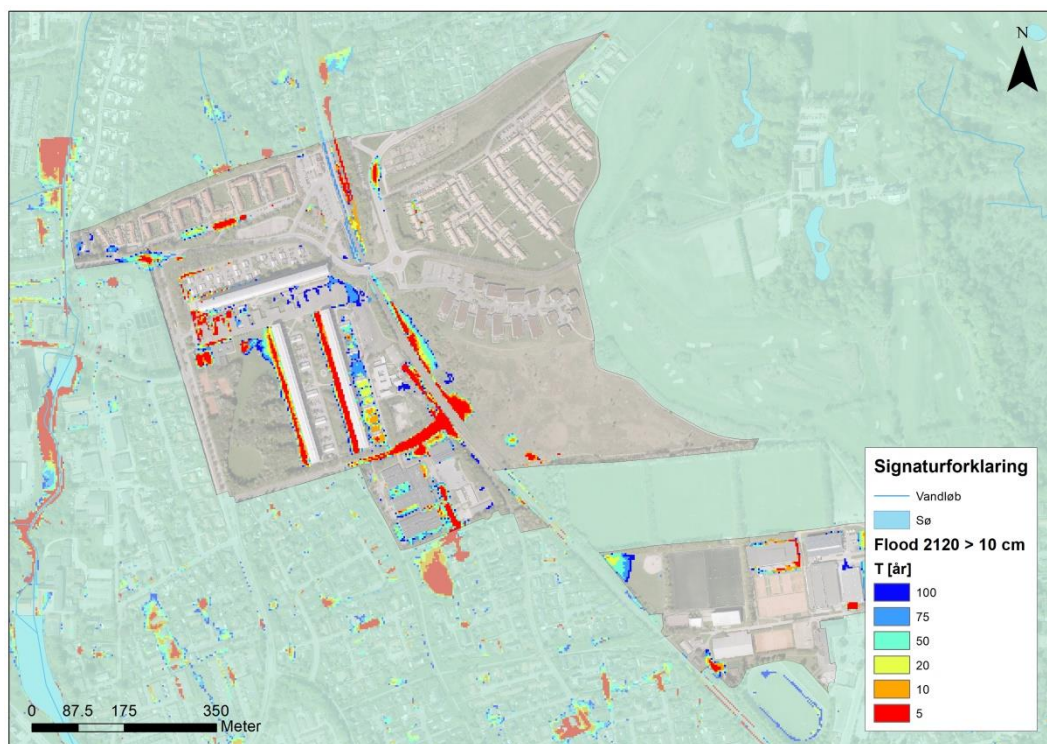 N
Signaturforklaring
Vandløb
Sø
Flood 2120 > 10 cm
T [år]
100
75
50
20
10
5
0 87.5 175 350
Meter